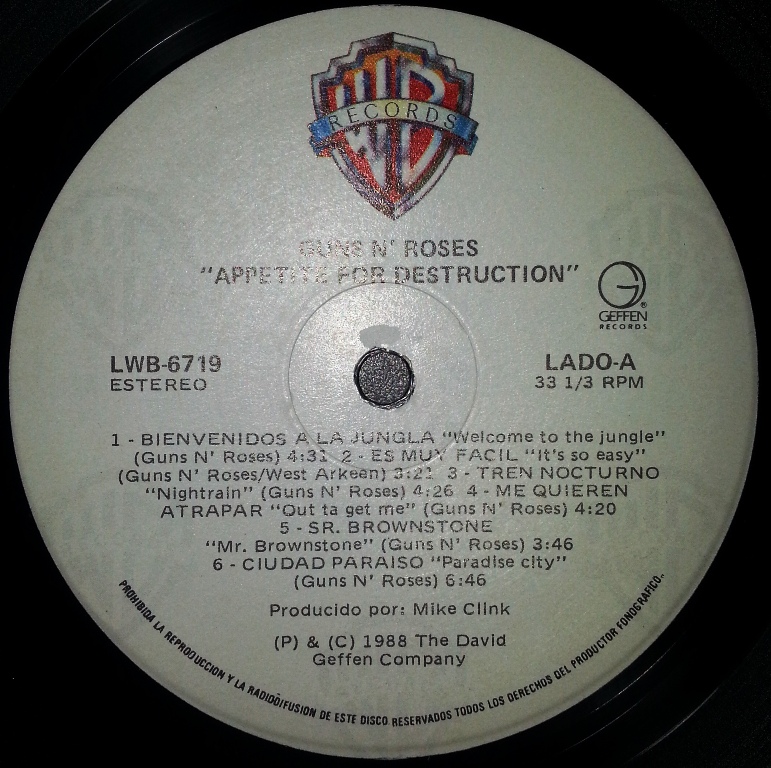 WB
RECORDS
GUNS N' ROSES
"APPETITE FOR DESTRUCTION"
G
®
GEFFEN
RECORDS
LWB-6719
ESTEREO
LADO-A
33 1/3 RPM
1 - BIENVENIDOS A LA JUNGLA "Welcome to the jungle"
(Guns N' Roses) 4:31 2 - ES MUY FACIL "It's so easy"
(Guns N' Roses/West Arkeen) 3:21 3 - TREN NOCTURNO
"Nightrain" (Guns N' Roses) 4:26 4 - ME QUIEREN
ATRAPAR "Out ta get me" (Guns N' Roses) 4:20
5 - SR. BROWNSTONE
"Mr. Brownstone" (Guns N' Roses) 3:46
6 - CIUDAD PARAISO "Paradise city"
(Guns N' Roses) 6:46
Producido por: Mike Clink
(P) & (C) 1988 The David
Geffen Company
PROHIBIDA LA REPRODUCCION Y LA RADIODIFUSION DE ESTE DISCO RESERVADOS TODOS LOS DERECHOS DEL PRODUCTOR FONOGRAFICO.